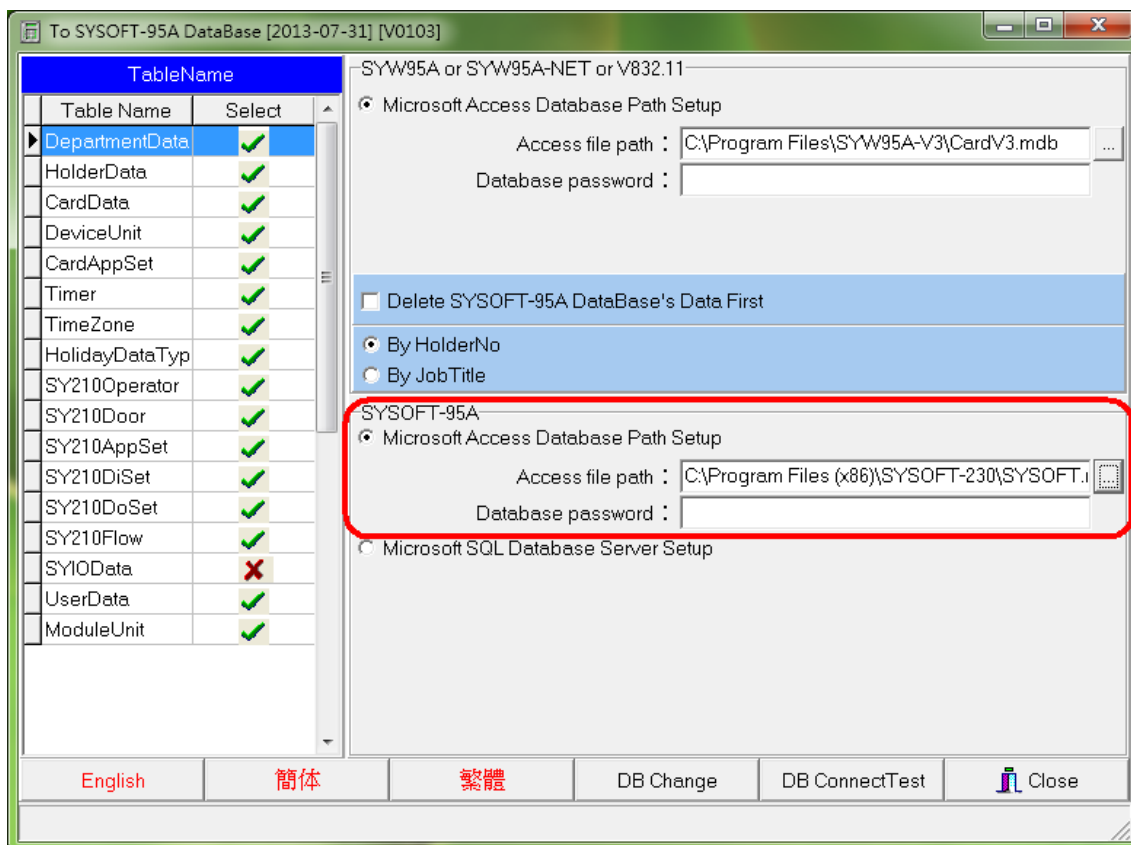 To SYSOFT-95A DataBase [2013-07-31] [V0103]
TableName
Table Name Select
DepartmentData
HolderData
CardData
DeviceUnit
CardAppSet
Timer
TimeZone
HolidayDataTyp
SY210Operator
SY210Door
SY210AppSet
SY210DiSet
SY210DoSet
SY210Flow
SYIOData
UserData
ModuleUnit
SYW95A or SYW95A-NET or V832.11
Microsoft Access Database Path Setup
Access file path : C:\Program Files\SYW95A-V3\CardV3.mdb ...
Database password :
Delete SYSOFT-95A DataBase's Data First
By HolderNo
By JobTitle
SYSOFT-95A
Microsoft Access Database Path Setup
Access file path : C:\Program Files (x86)\SYSOFT-230\SYSOFT. ...
Database password :
Microsoft SQL Database Server Setup
English 簡体 繁體 DB Change DB ConnectTest Close